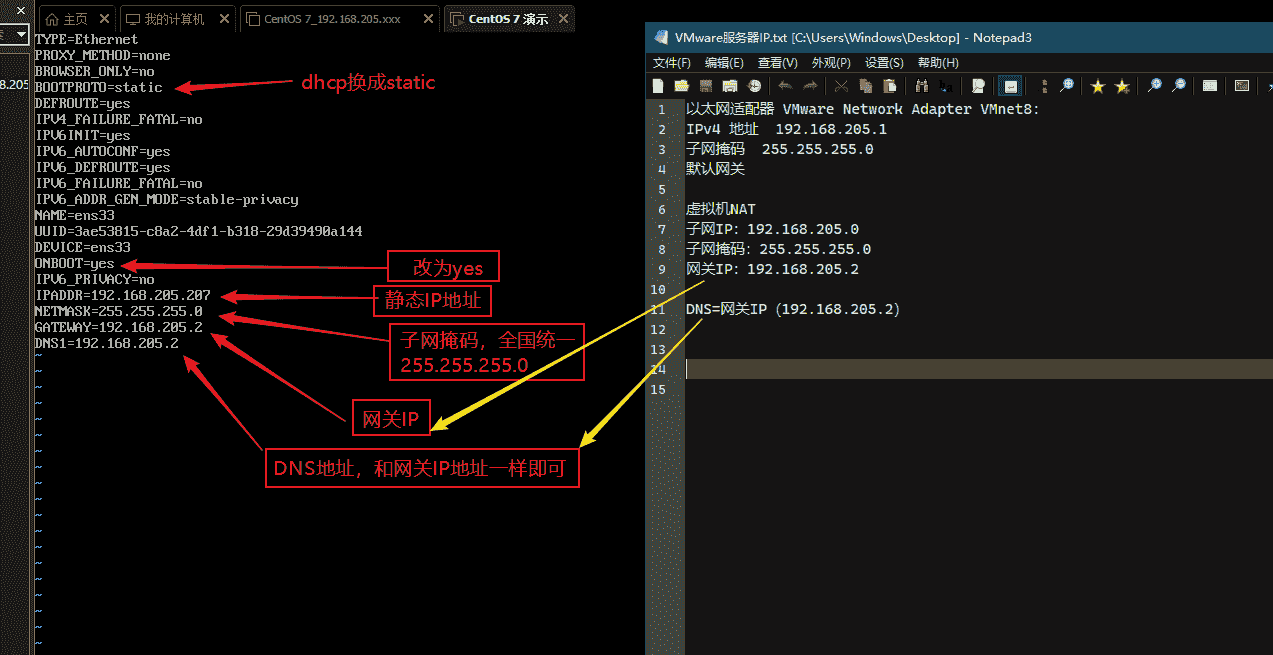 主页
我的计算机
CentOS 7_192.168.205.xxx
CentOS 7 演示
8.205
TYPE=Ethernet
PROXY_METHOD=none
BROWSER_ONLY=no
BOOTPROTO=static
dhcp换成static
DEFROUTE=yes
IPV4_FAILURE_FATAL=no
IPV6INIT=yes
IPV6_AUTOCONF=yes
IPV6_DEFROUTE=yes
IPV6_FAILURE_FATAL=no
IPV6_ADDR_GEN_MODE=stable-privacy
NAME=ens33
UUID=3ae53815-c8a2-4df1-b318-29d39490a144
DEVICE=ens33
ONBOOT=yes
改为yes
IPV6_PRIVACY=no
IPADDR=192.168.205.207
静态IP地址
NETMASK=255.255.255.0
子网掩码，全国统一
255.255.255.0
GATEWAY=192.168.205.2
网关IP
DNS1=192.168.205.2
DNS地址，和网关IP地址一样即可
VMware服务器IP.txt [C:\Users\Windows\Desktop] - Notepad3
文件(F) 编辑(E) 查看(V) 外观(P) 设置(S) 帮助(H)
1 以太网适配器 VMware Network Adapter VMnet8:
2 IPv4 地址 192.168.205.1
3 子网掩码 255.255.255.0
4 默认网关
5
6 虚拟机NAT
7 子网IP：192.168.205.0
8 子网掩码：255.255.255.0
9 网关IP：192.168.205.2
10
11 DNS=网关IP（192.168.205.2）
12
13
14
15